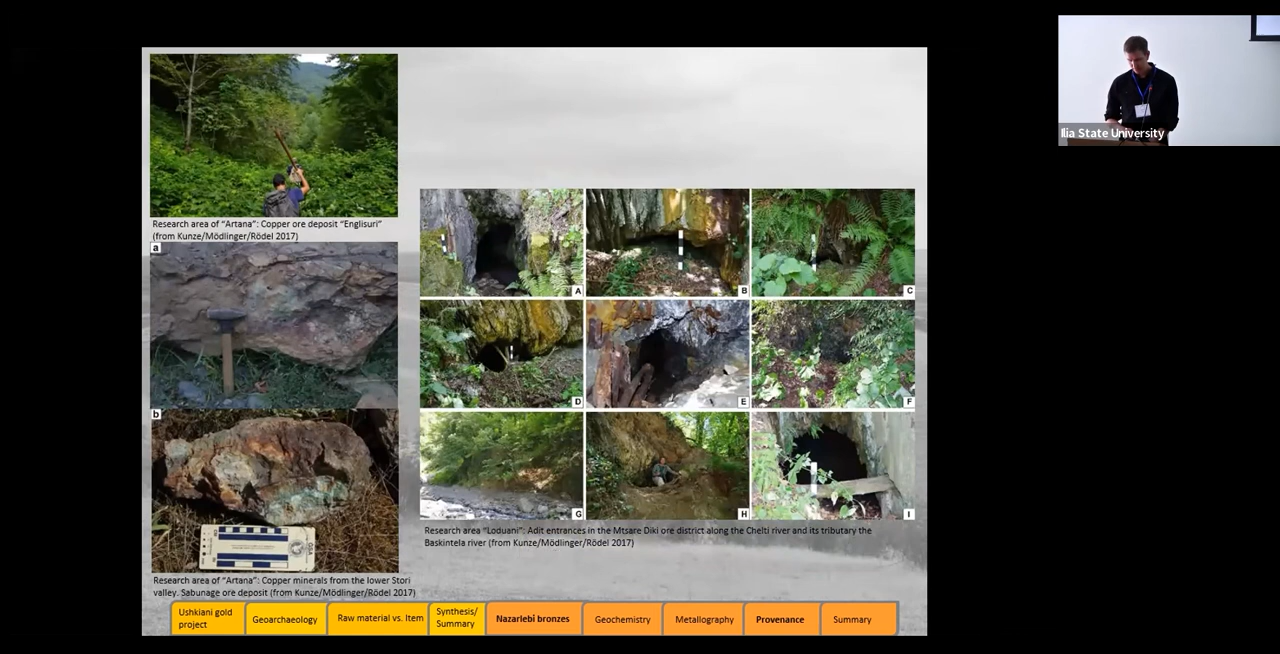 Research area of "Artana": Copper ore deposit "Englisuri"
(from Kunze/Mödlinger/Rödel 2017)
a
b
Research area of "Artana": Copper minerals from the lower Stori
valley. Sabunage ore deposit (from Kunze/Mödlinger/Rödel 2017)
A
B
C
D
E
F
G
H
I
Research area "Loduani": Adit entrances in the Mtsare Diki ore district along the Chelti river and its tributary the
Baskintela river (from Kunze/Mödlinger/Rödel 2017)
Ushkiani gold
project
Geoarchaeology
Raw material vs. Item
Synthesis/
Summary
Nazarlebi bronzes
Geochemistry
Metallography
Provenance
Summary
Ilia State University